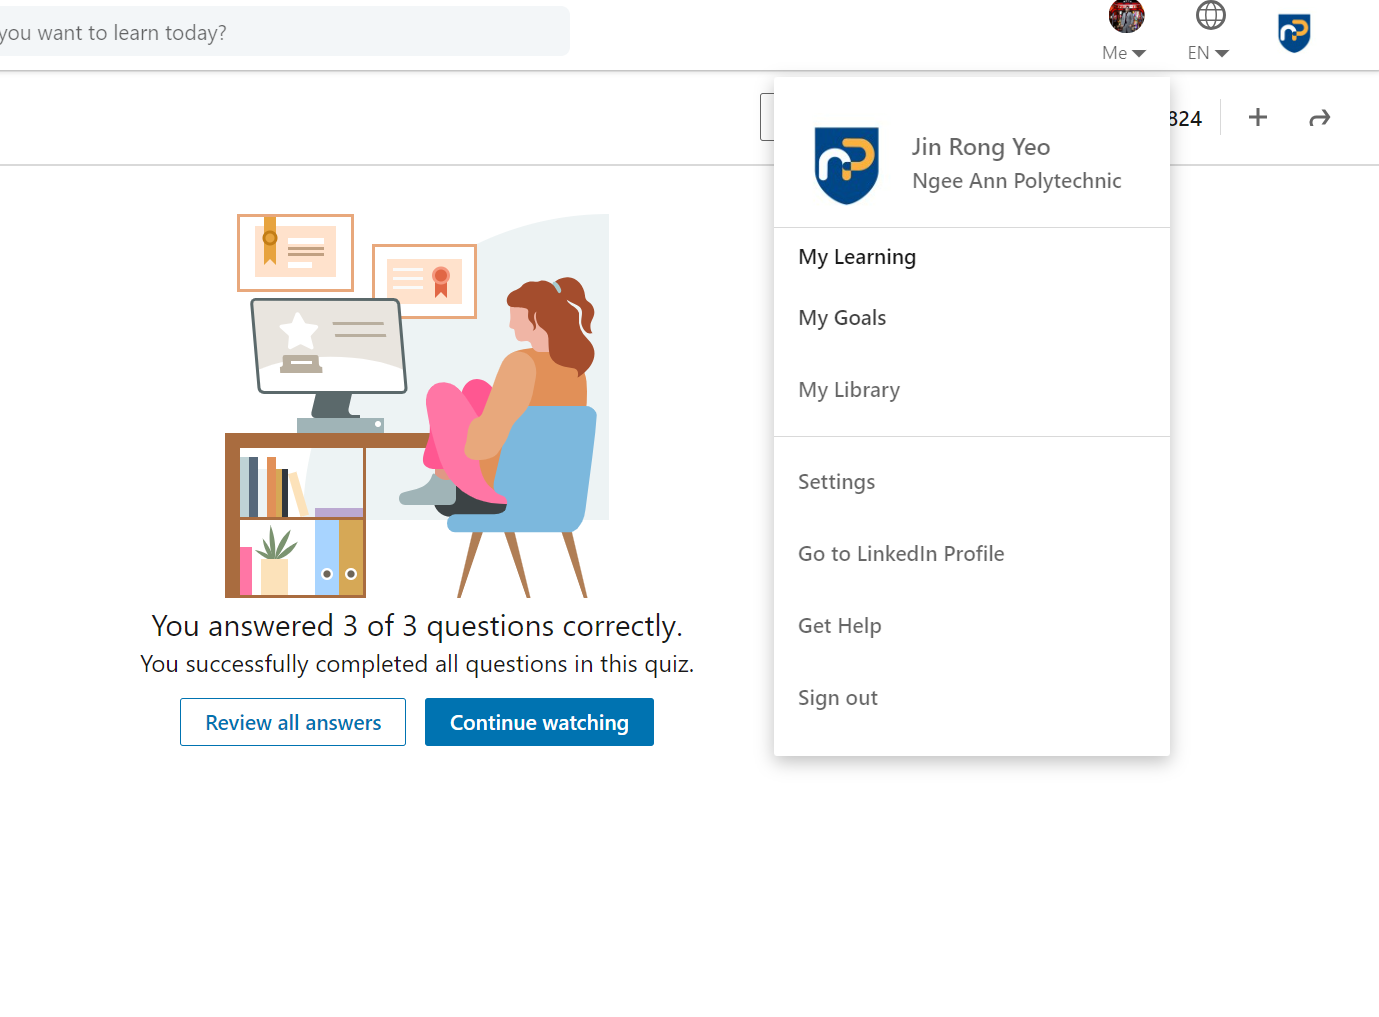 you want to learn today?
Me
EN
824
Jin Rong Yeo
Ngee Ann Polytechnic
My Learning
My Goals
My Library
Settings
Go to LinkedIn Profile
Get Help
Sign out
You answered 3 of 3 questions correctly.
You successfully completed all questions in this quiz.
Review all answers
Continue watching